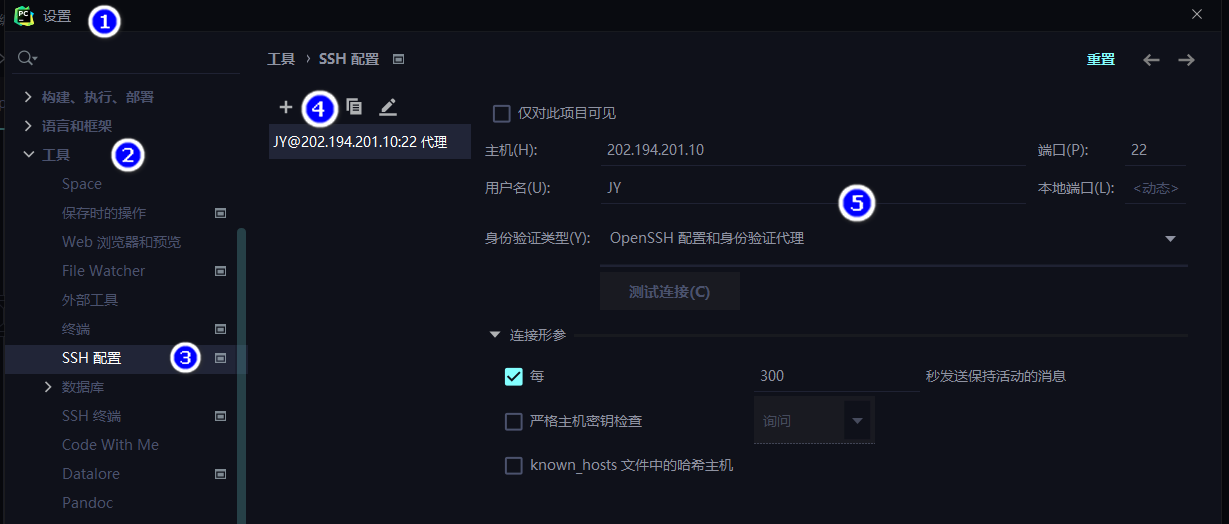 PC 设置 1
工具 › SSH 配置 重置
构建、执行、部署
语言和框架
工具 2
Space
保存时的操作
Web 浏览器和预览
File Watcher
外部工具
终端
SSH 配置 3
数据库
SSH 终端
Code With Me
Datalore
Pandoc
+ 4
JY@202.194.201.10:22 代理
仅对此项目可见
主机(H): 202.194.201.10 端口(P): 22
用户名(U): JY 本地端口(L): <动态>
5
身份验证类型(Y): OpenSSH 配置和身份验证代理
测试连接(C)
连接形参
每 300 秒发送保持活动的消息
严格主机密钥检查 询问
known_hosts 文件中的哈希主机